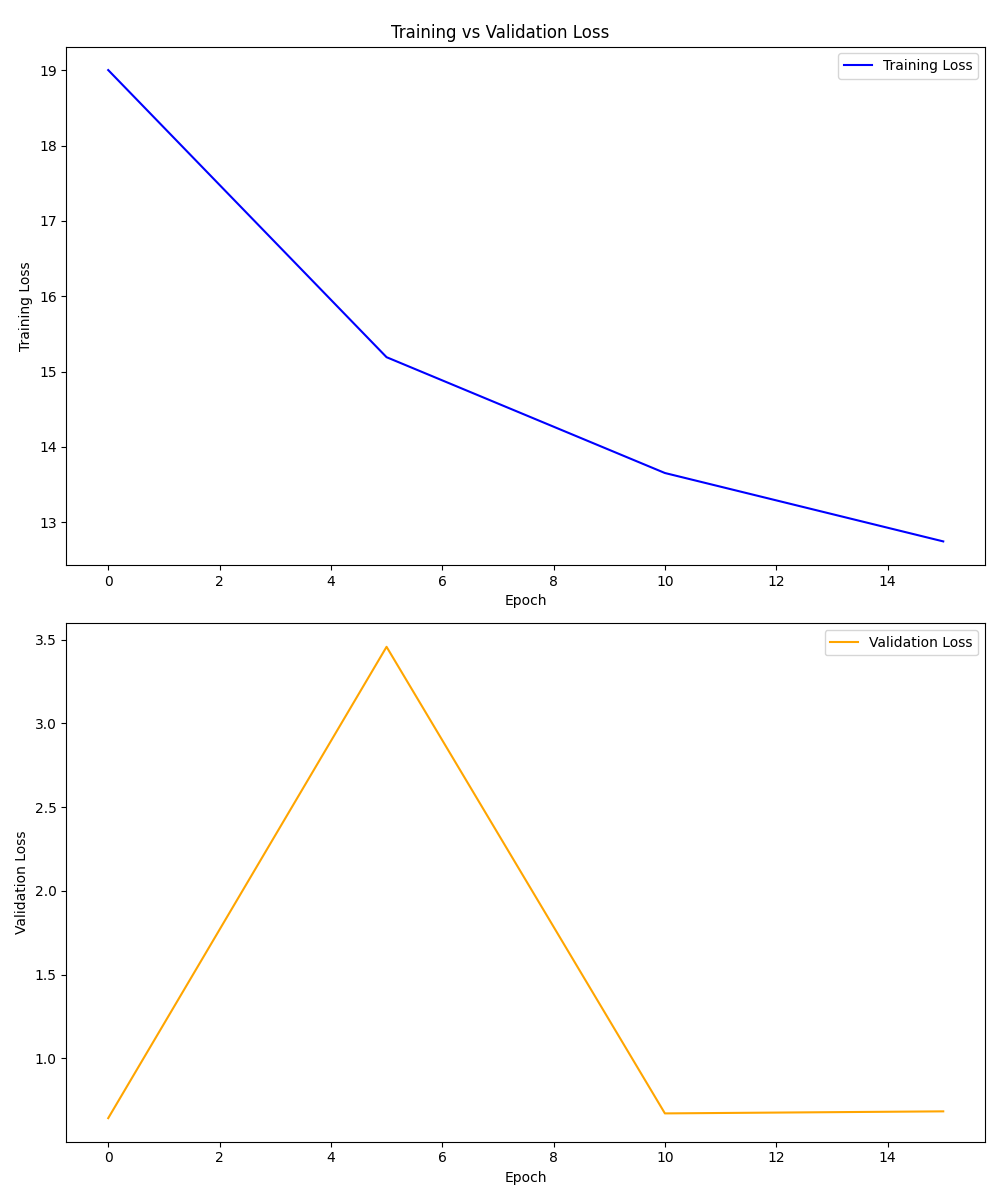 Training vs Validation Loss
Training Loss
19
18
17
16
15
14
13
Training Loss
0 2 4 6 8 10 12 14
Epoch
Validation Loss
3.5
3.0
2.5
2.0
1.5
1.0
Validation Loss
0 2 4 6 8 10 12 14
Epoch